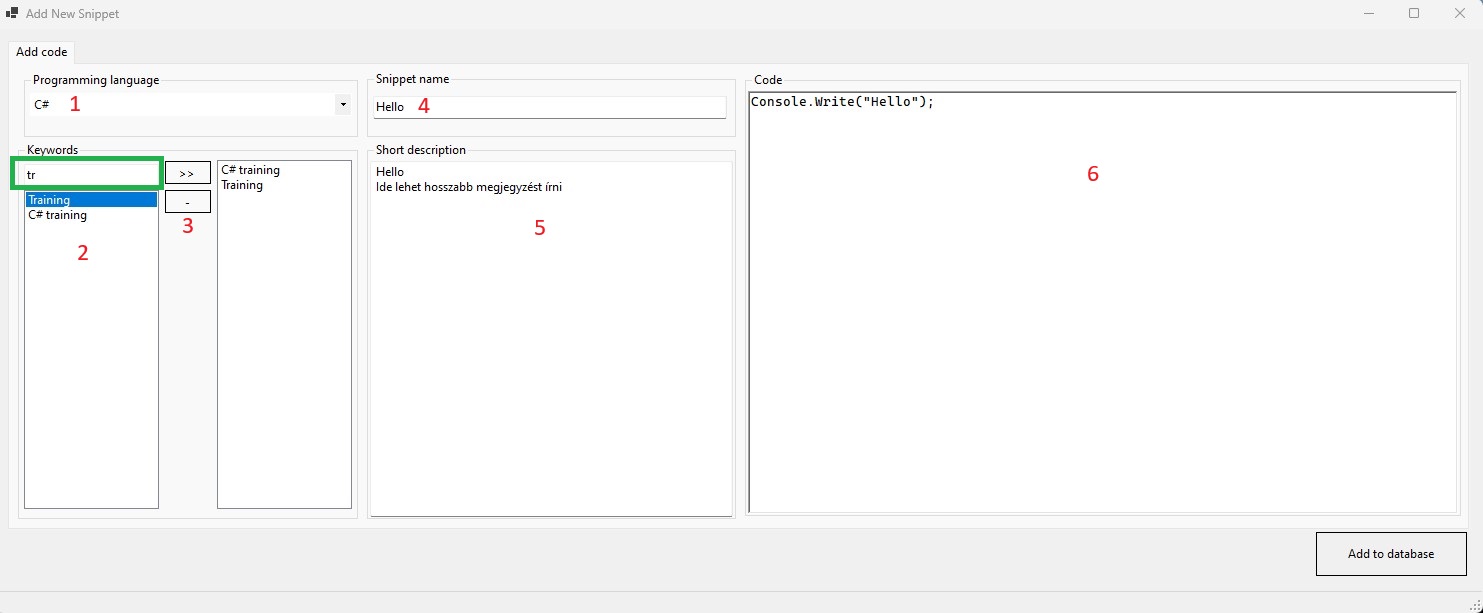 Add New Snippet
Add code
Programming language
C# 1
Snippet name
Hello 4
Code
Console.Write("Hello");
6
Keywords
tr
>>
-
3
Training
C# training
2
C# training
Training
Short description
Hello
Ide lehet hosszabb megjegyzést írni
5
Add to database